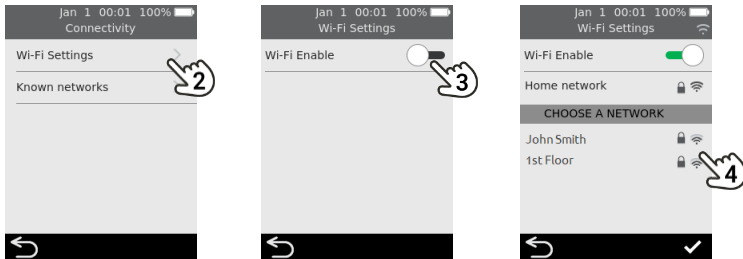 Jan 1 00:01 100%
Connectivity
Wi-Fi Settings
2
Known networks
Jan 1 00:01 100%
Wi-Fi Settings
Wi-Fi Enable
3
Jan 1 00:01 100%
Wi-Fi Settings
Wi-Fi Enable
Home network
CHOOSE A NETWORK
John Smith
1st Floor
4